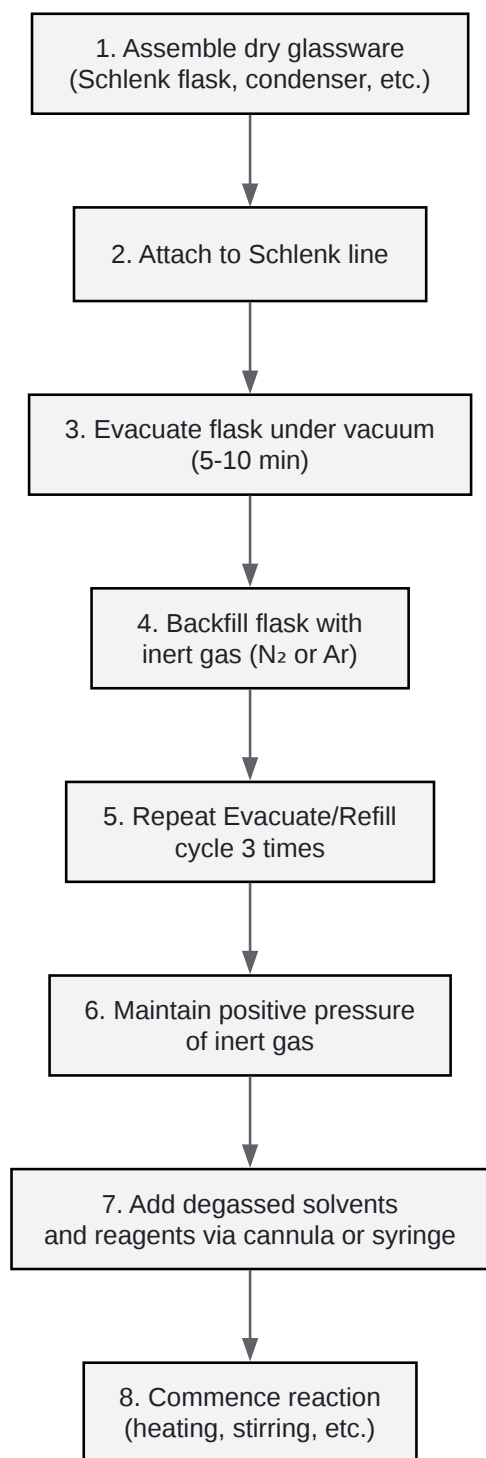 1. Assemble dry glassware
(Schlenk flask, condenser, etc.)
2. Attach to Schlenk line
3. Evacuate flask under vacuum
(5-10 min)
4. Backfill flask with
inert gas (N₂ or Ar)
5. Repeat Evacuate/Refill
cycle 3 times
6. Maintain positive pressure
of inert gas
7. Add degassed solvents
and reagents via cannula or syringe
8. Commence reaction
(heating, stirring, etc.)